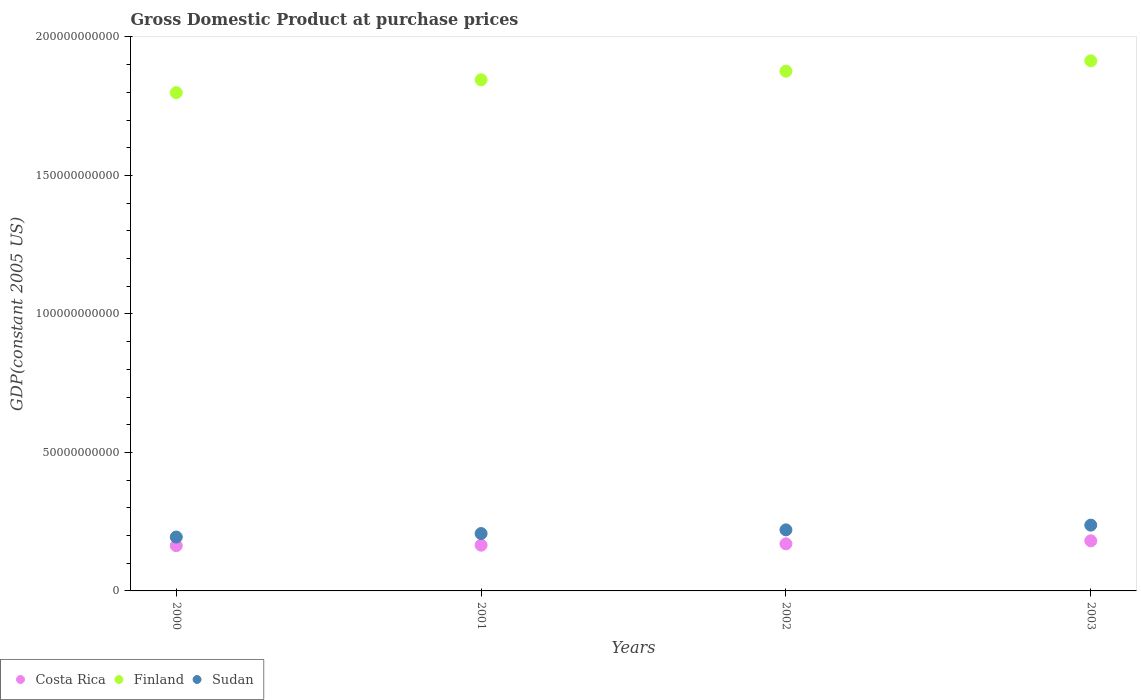 Gross Domestic Product at purchase prices
200000000000
150000000000
100000000000
50000000000
0
GDP(constant 2005 US)
2000
2001
2002
2003
Years
Costa Rica
Finland
Sudan